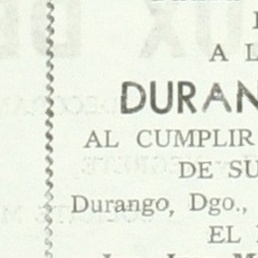 A L
DURAN
AL CUMPLIR
DE SU
Durango, Dgo.,
EL